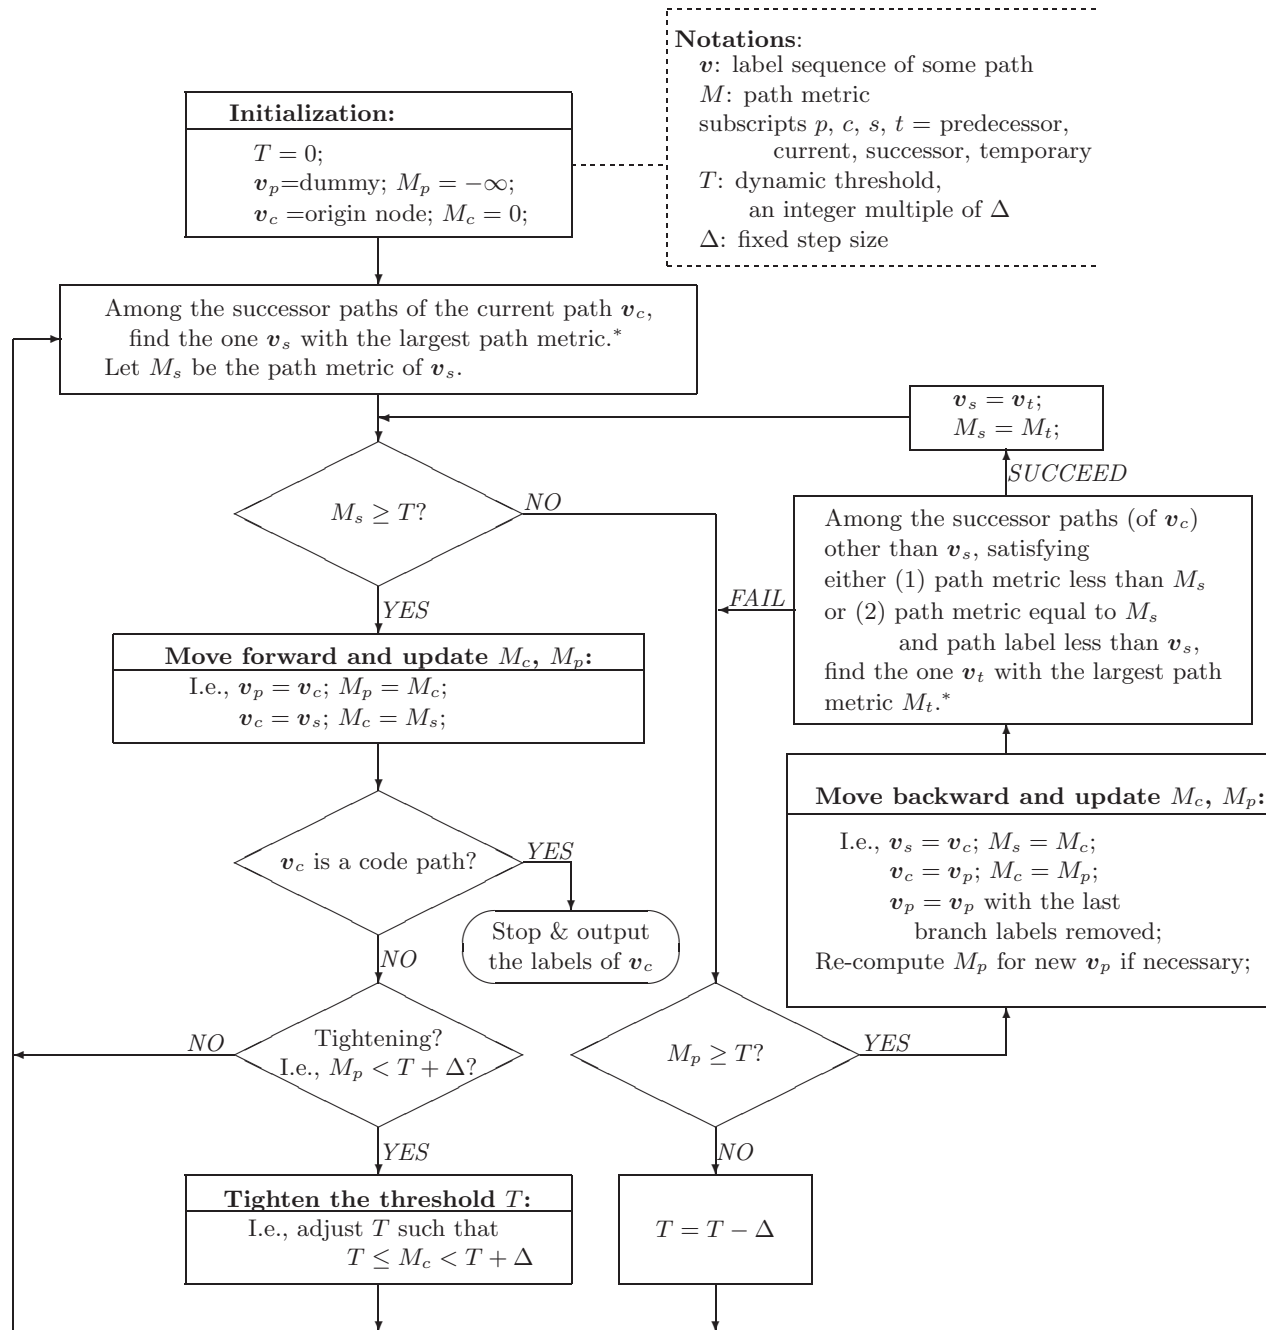 Notations:
v: label sequence of some path
M: path metric
subscripts p, c, s, t = predecessor,
current, successor, temporary
T: dynamic threshold,
an integer multiple of Δ
Δ: fixed step size
Initialization:
T = 0;
v_p=dummy; M_p = −∞;
v_c =origin node; M_c = 0;
Among the successor paths of the current path v_c,
find the one v_s with the largest path metric.*
Let M_s be the path metric of v_s.
v_s = v_t;
M_s = M_t;
SUCCEED
M_s ≥ T?
NO
YES
Among the successor paths (of v_c)
other than v_s, satisfying
either (1) path metric less than M_s
or (2) path metric equal to M_s
and path label less than v_s,
find the one v_t with the largest path
metric M_t.*
FAIL
Move forward and update M_c, M_p:
I.e., v_p = v_c; M_p = M_c;
v_c = v_s; M_c = M_s;
Move backward and update M_c, M_p:
I.e., v_s = v_c; M_s = M_c;
v_c = v_p; M_c = M_p;
v_p = v_p with the last
branch labels removed;
Re-compute M_p for new v_p if necessary;
v_c is a code path?
YES
NO
Stop & output
the labels of v_c
Tightening?
I.e., M_p < T + Δ?
NO
YES
M_p ≥ T?
YES
NO
Tighten the threshold T:
I.e., adjust T such that
T ≤ M_c < T + Δ
T = T − Δ